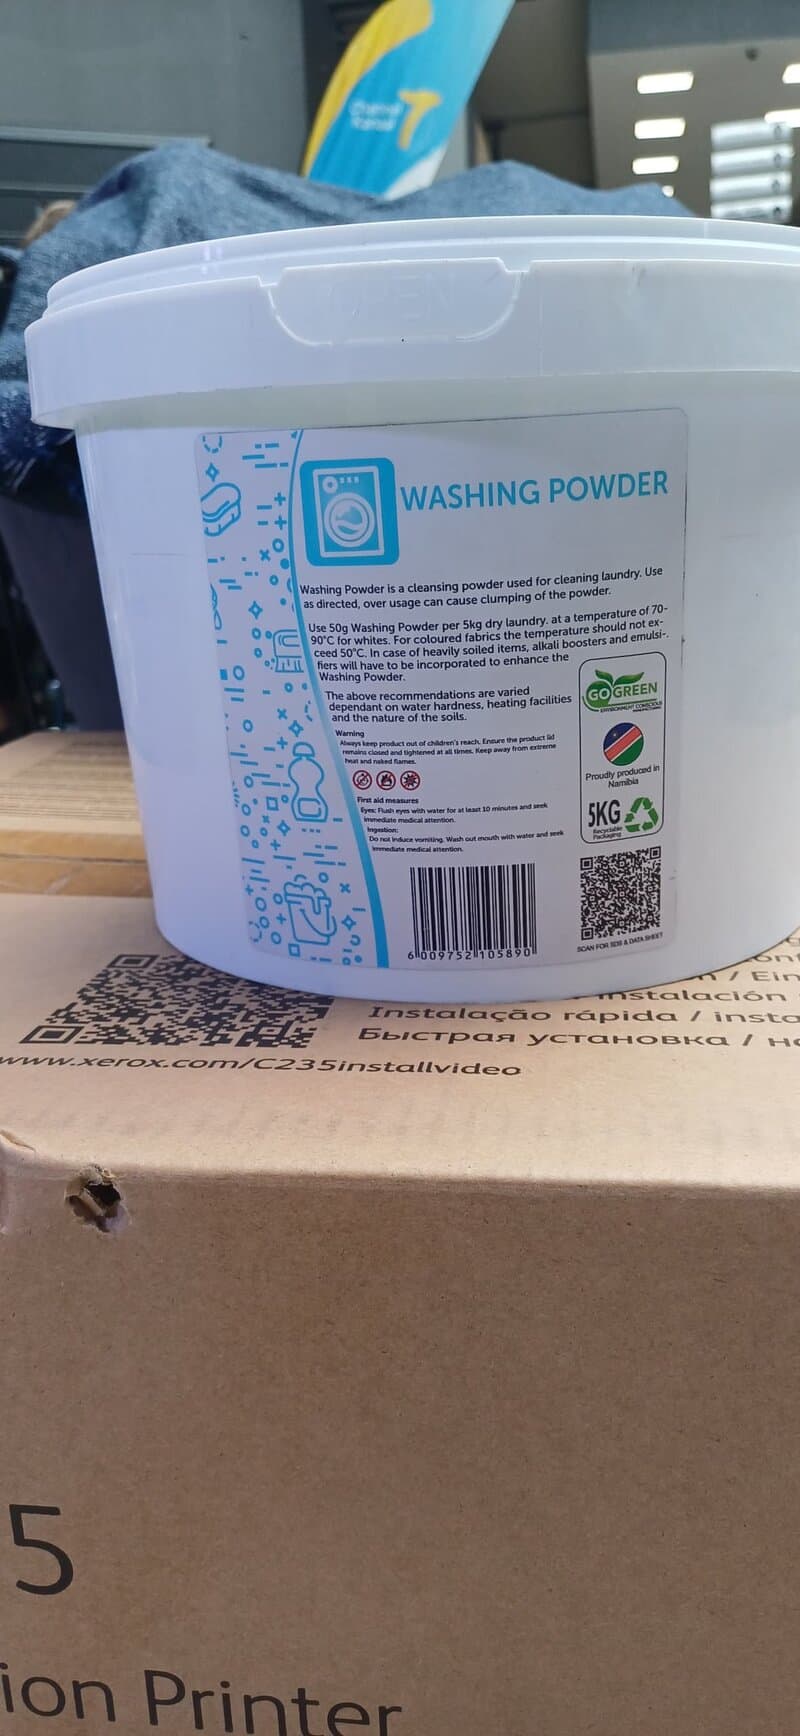 OPEN
WASHING POWDER
Washing Powder is a cleansing powder used for cleaning laundry. Use
as directed, over usage can cause clumping of the powder.
Use 50g Washing Powder per 5kg dry laundry. at a temperature of 70-
90°C for whites. For coloured fabrics the temperature should not ex-
ceed 50°C. In case of heavily soiled items, alkali boosters and emulsi-
fiers will have to be incorporated to enhance the
Washing Powder.
The above recommendations are varied
dependant on water hardness, heating facilities
and the nature of the soils.
Warning
Always keep product out of children's reach. Ensure the product lid
remains closed and tightened at all times. Keep away from extreme
heat and naked flames.
First aid measures
Eyes: Flush eyes with water for at least 10 minutes and seek
immediate medical attention.
Ingestion:
Do not induce vomiting. Wash out mouth with water and seek
immediate medical attention.
GO GREEN
ENVIRONMENT CONSCIOUS
MANUFACTURING
Proudly produced in
Namibia
5KG
Recyclable
Packaging
6 009752 105890
SCAN FOR SDS & DATA SHEET
/ Ein
instalación
Instalação rápida / insta
Быстрая установка /
www.xerox.com/C235installvideo
5
ion Printer